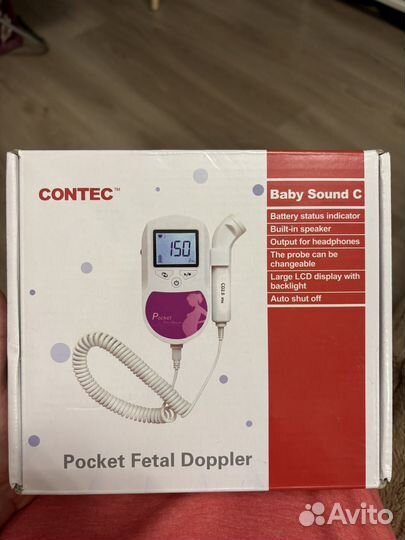 CONTEC™
Baby Sound C
Battery status indicator
Built-in speaker
Output for headphones
The probe can be
changeable
Large LCD display with
backlight
Auto shut off
150
Pocket
Pocket Fetal Doppler
Avito